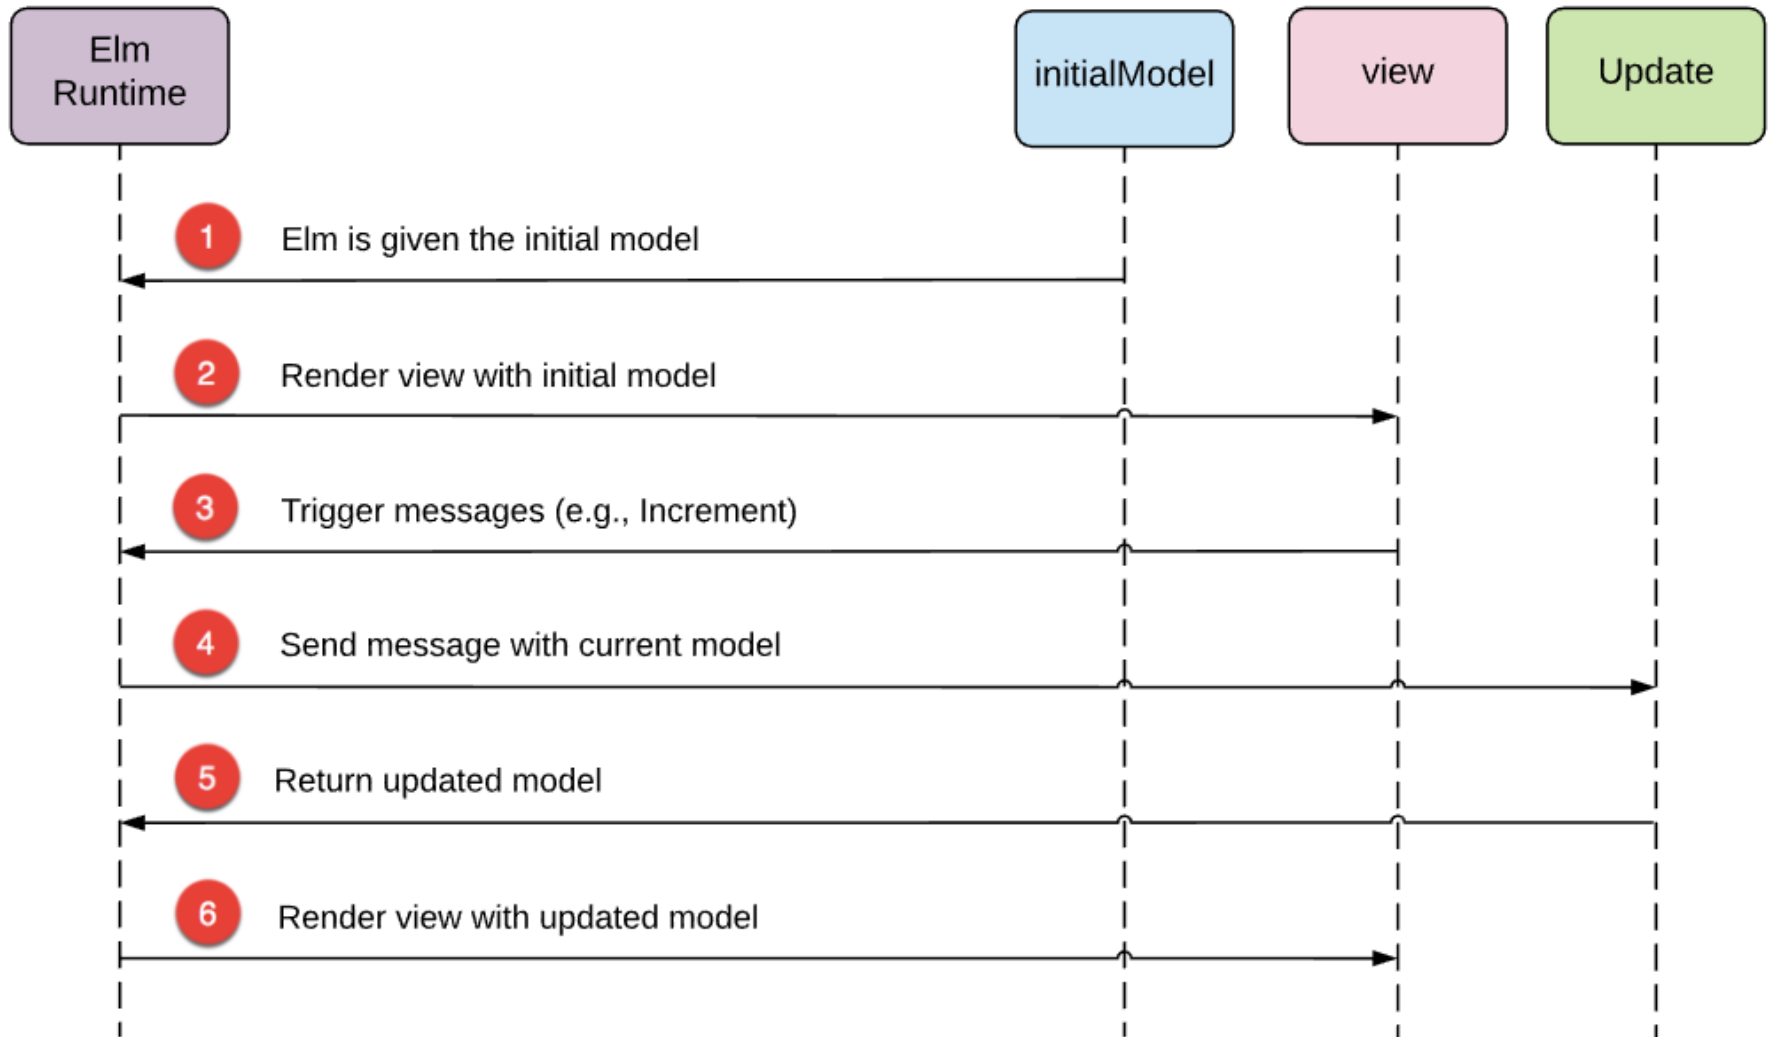 Elm
Runtime
initialModel
view
Update
1 Elm is given the initial model
2 Render view with initial model
3 Trigger messages (e.g., Increment)
4 Send message with current model
5 Return updated model
6 Render view with updated model